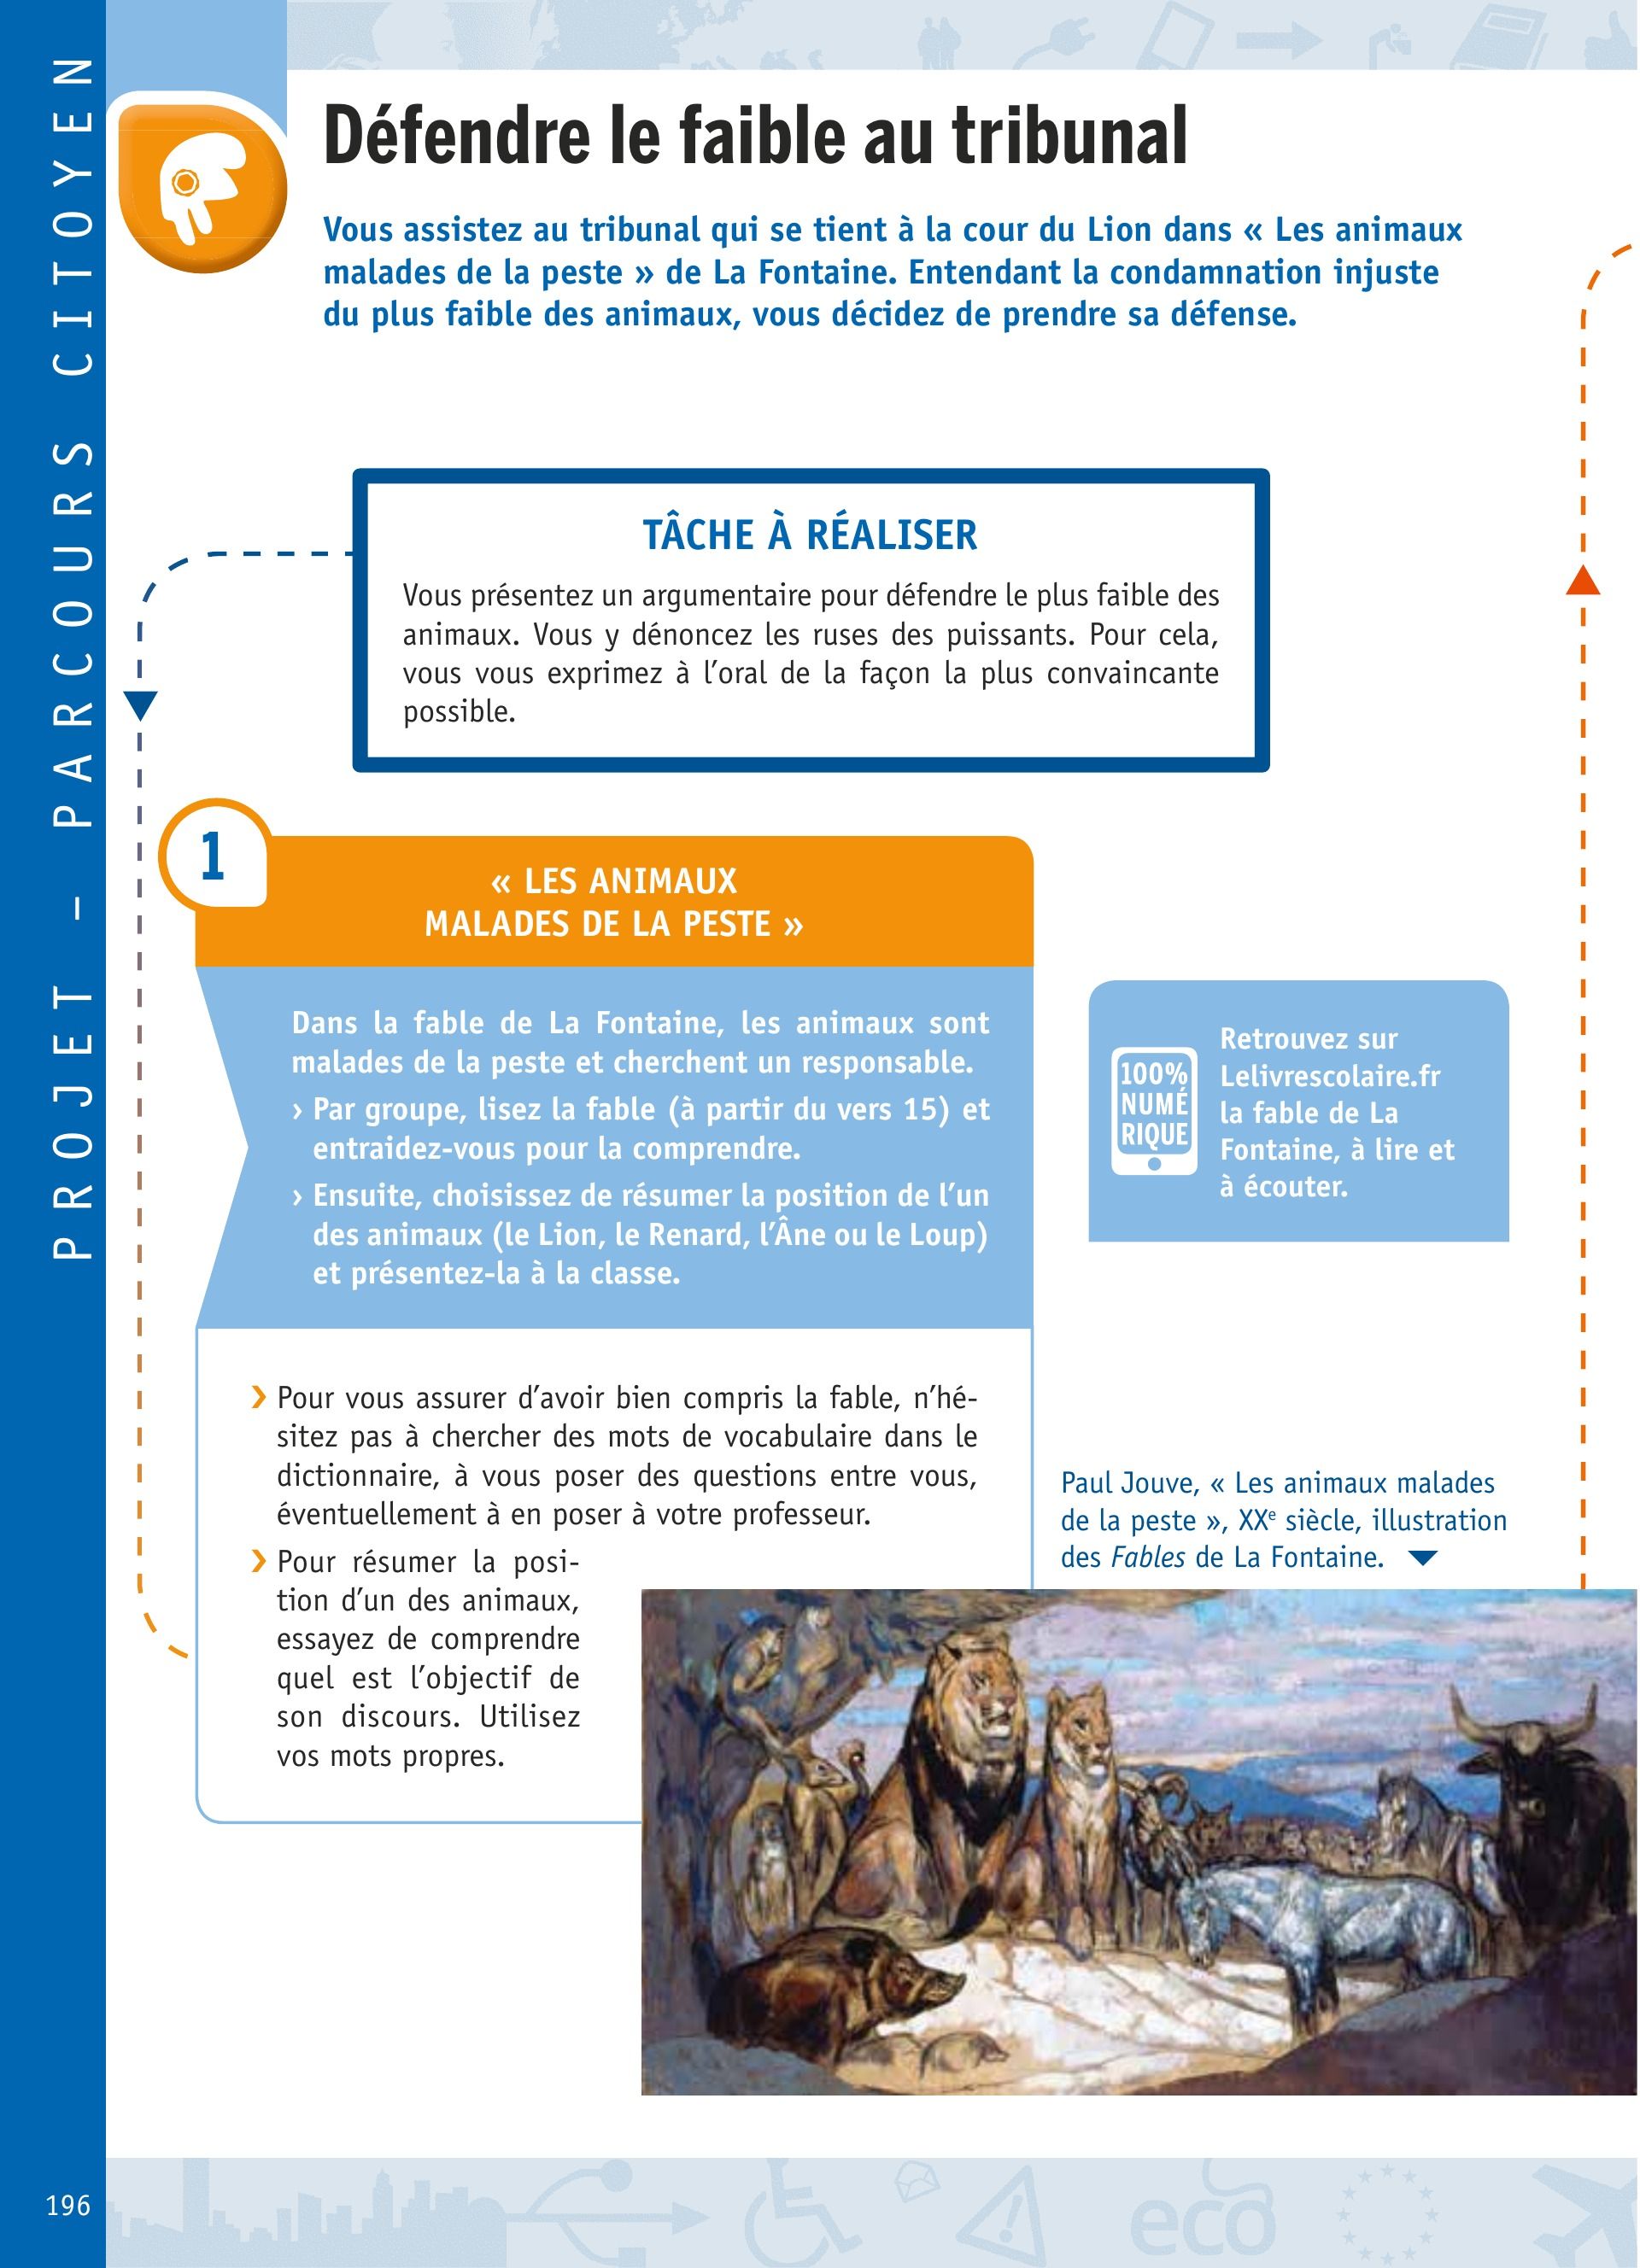 PROJET – PARCOURS CITOYEN
Défendre le faible au tribunal
Vous assistez au tribunal qui se tient à la cour du Lion dans « Les animaux
malades de la peste » de La Fontaine. Entendant la condamnation injuste
du plus faible des animaux, vous décidez de prendre sa défense.
TÂCHE À RÉALISER
Vous présentez un argumentaire pour défendre le plus faible des
animaux. Vous y dénoncez les ruses des puissants. Pour cela,
vous vous exprimez à l’oral de la façon la plus convaincante
possible.
1
« LES ANIMAUX
MALADES DE LA PESTE »
Dans la fable de La Fontaine, les animaux sont
malades de la peste et cherchent un responsable.
› Par groupe, lisez la fable (à partir du vers 15) et
entraidez-vous pour la comprendre.
› Ensuite, choisissez de résumer la position de l’un
des animaux (le Lion, le Renard, l’Âne ou le Loup)
et présentez-la à la classe.
100%
NUMÉ
RIQUE
Retrouvez sur
Lelivrescolaire.fr
la fable de La
Fontaine, à lire et
à écouter.
› Pour vous assurer d’avoir bien compris la fable, n’hé-
sitez pas à chercher des mots de vocabulaire dans le
dictionnaire, à vous poser des questions entre vous,
éventuellement à en poser à votre professeur.
› Pour résumer la posi-
tion d’un des animaux,
essayez de comprendre
quel est l’objectif de
son discours. Utilisez
vos mots propres.
Paul Jouve, « Les animaux malades
de la peste », XXe siècle, illustration
des Fables de La Fontaine.
eco
196